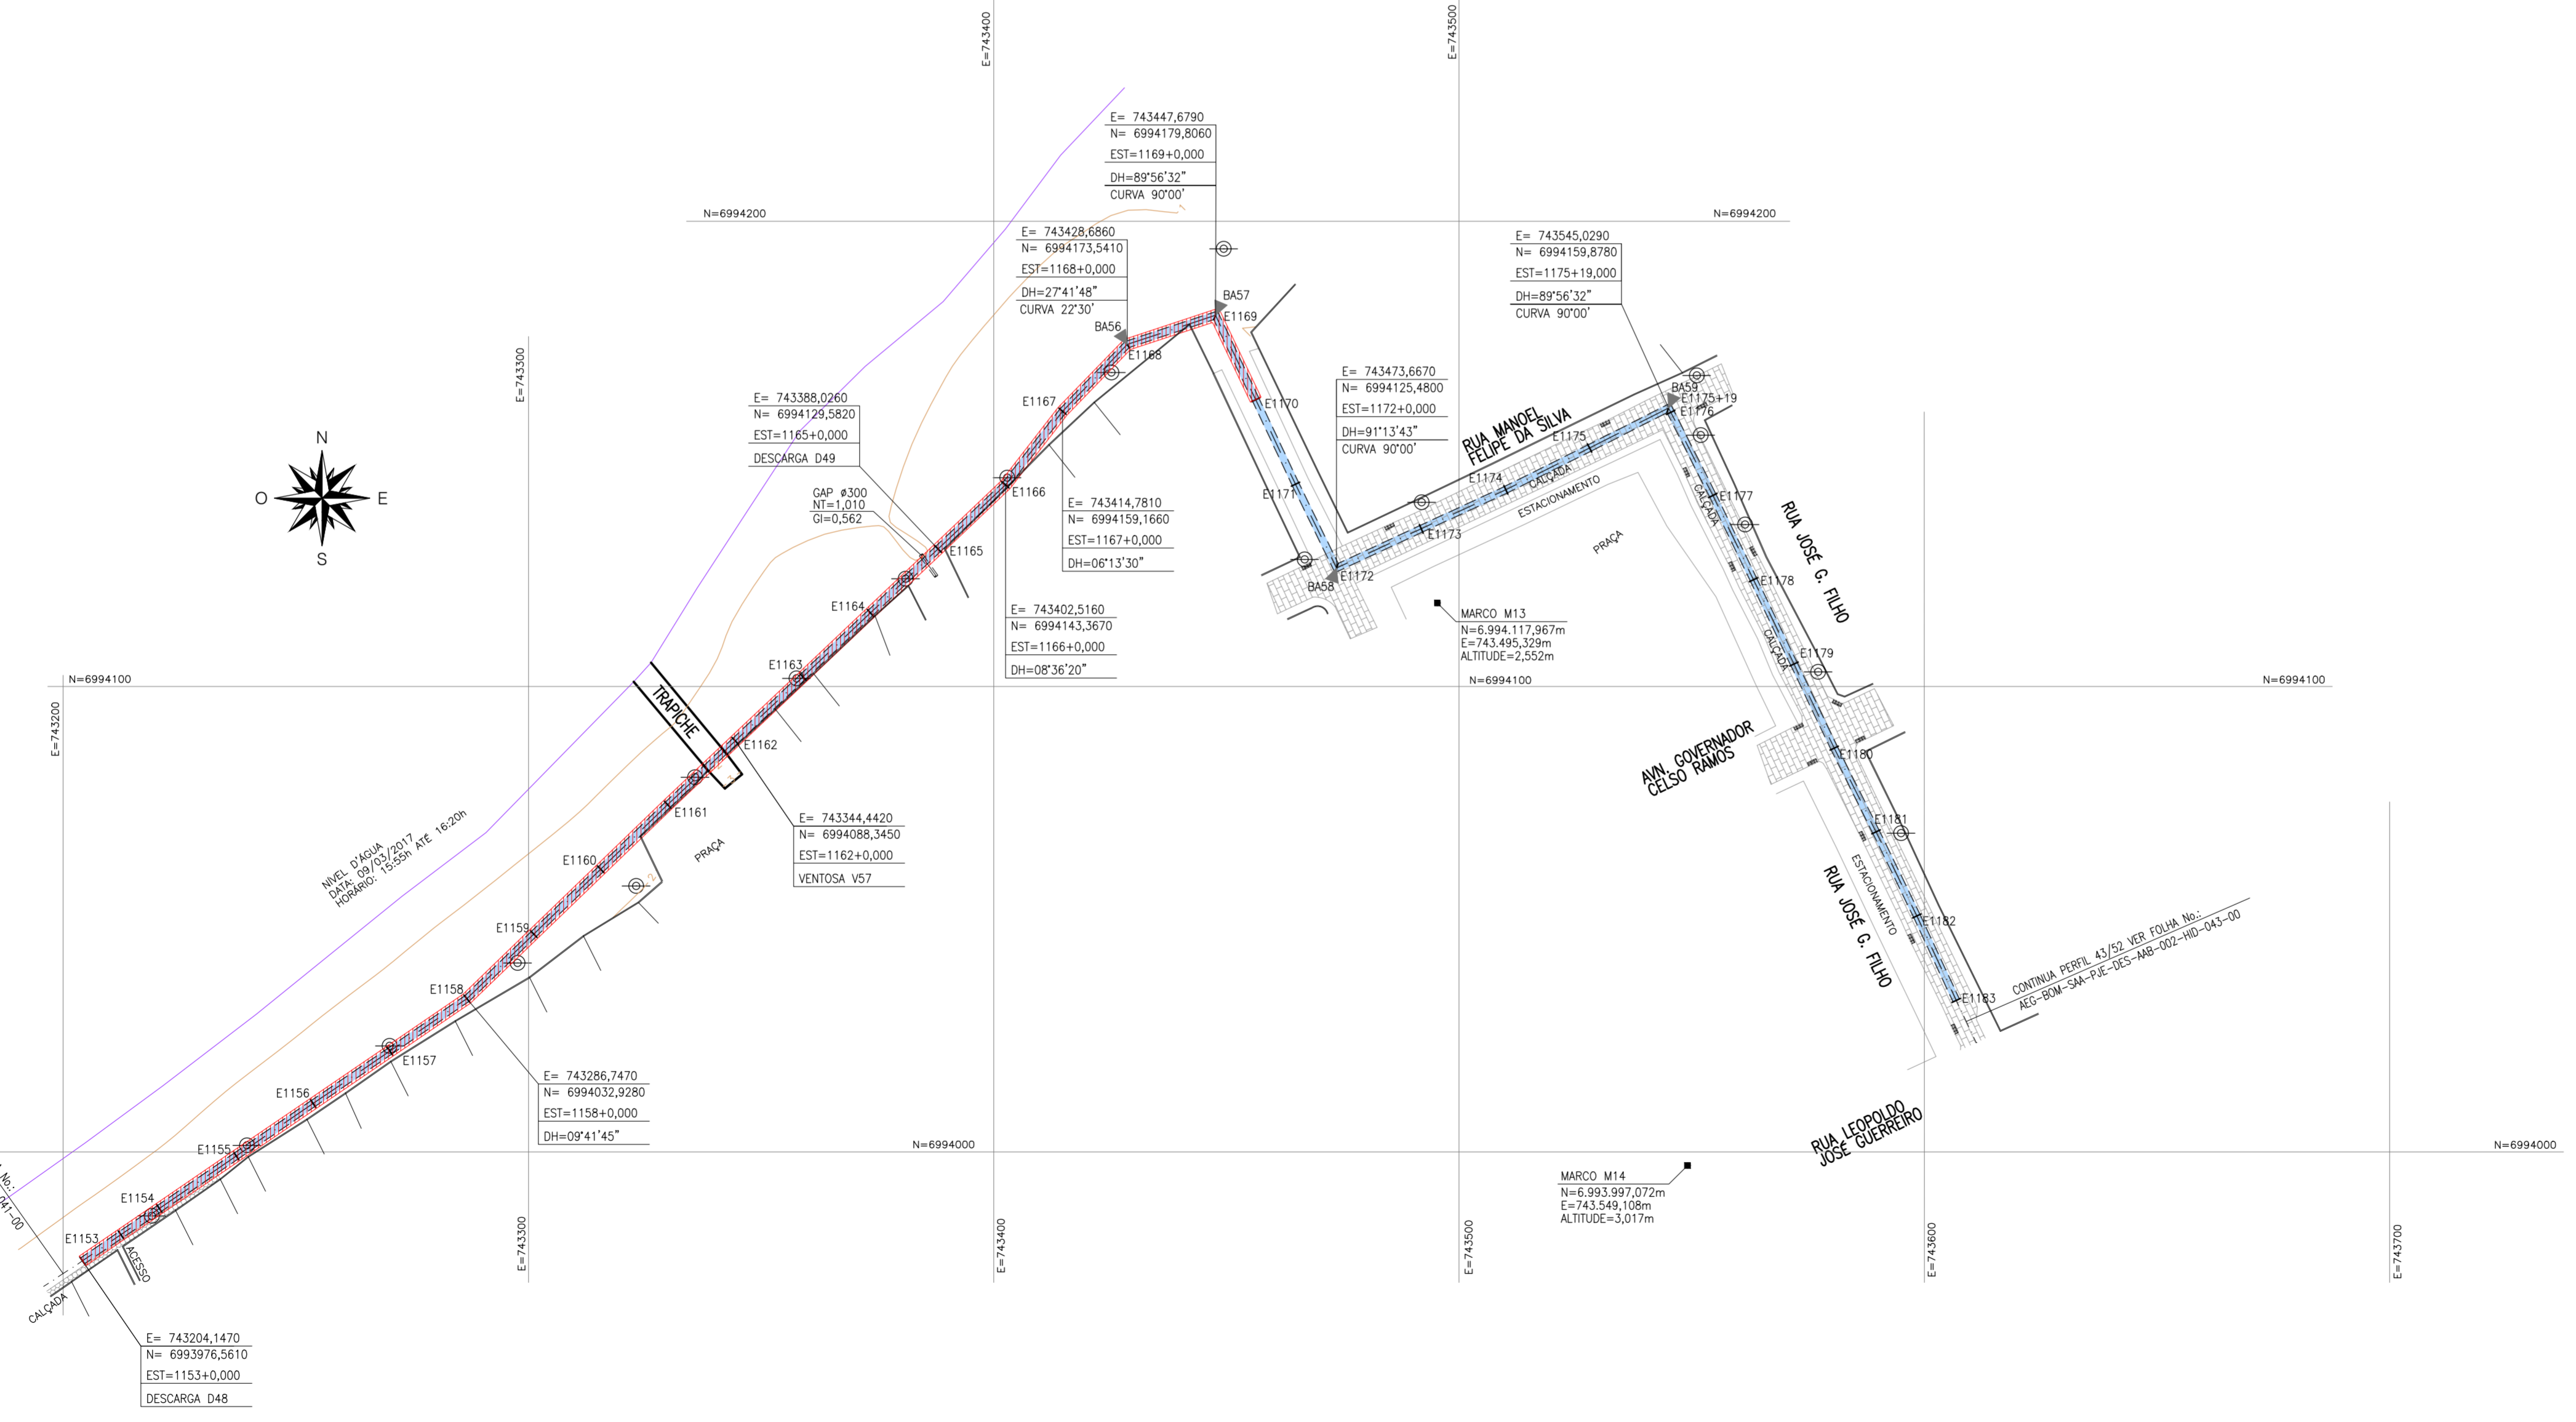 E=743400
E=743500
E= 743447,6790
N= 6994179,8060
EST=1169+0,000
DH=89°56'32"
CURVA 90°00'
1
N=6994200
N=6994200
E= 743428,6860
N= 6994173,5410
EST=1168+0,000
DH=27°41'48"
CURVA 22°30'
E= 743545,0290
N= 6994159,8780
EST=1175+19,000
DH=89°56'32"
CURVA 90°00'
BA57
E1169
BA56
E1168
E=743300
E= 743473,6670
N= 6994125,4800
EST=1172+0,000
DH=91°13'43"
CURVA 90°00'
E= 743388,0260
N= 6994129,5820
EST=1165+0,000
DESCARGA D49
BA59
E1175+19
E1176
E1167
E1170
RUA MANOEL
FELIPE DA SILVA
E1175
N
O
E
S
GAP ø300
NT=1,010
GI=0,562
E1166
E1171
E1174
CALÇADA
ESTACIONAMENTO
CALÇADA
E1177
E= 743414,7810
N= 6994159,1660
EST=1167+0,000
DH=06°13'30"
E1173
PRAÇA
RUA JOSÉ G. FILHO
E1165
E1172
BA58
E1178
E1164
E= 743402,5160
N= 6994143,3670
EST=1166+0,000
DH=08°36'20"
MARCO M13
N=6.994.117,967m
E=743.495,329m
ALTITUDE=2,552m
CALÇADA
E1179
E1163
N=6994100
N=6994100
N=6994100
E=743200
TRAPICHE
E1162
AVN. GOVERNADOR
CELSO RAMOS
E1180
E1161
E= 743344,4420
N= 6994088,3450
EST=1162+0,000
VENTOSA V57
E1181
NÍVEL D'ÁGUA
DATA: 09/03/2017
HORÁRIO: 15:55h ATÉ 16:20h
PRAÇA
E1160
2
ESTACIONAMENTO
RUA JOSÉ G. FILHO
E1159
E1182
E1158
E1183
CONTINUA PERFIL 43/52 VER FOLHA No.:
AEG-BOM-SAA-PJE-DES-AAB-002-HID-043-00
E1157
E= 743286,7470
N= 6994032,9280
EST=1158+0,000
DH=09°41'45"
E1156
RUA LEOPOLDO
JOSÉ GUERREIRO
E1155
N=6994000
N=6994000
No.:
041-00
MARCO M14
N=6.993.997,072m
E=743.549,108m
ALTITUDE=3,017m
E1154
E1153
ACESSO
CALÇADA
E=743300
E=743400
E=743500
E=743600
E=743700
E= 743204,1470
N= 6993976,5610
EST=1153+0,000
DESCARGA D48